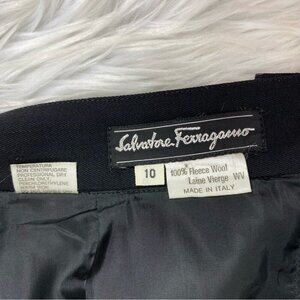 Salvatore Ferragamo
10
100% Fleece Wool
Laine Vierge WV
MADE IN ITALY
TEMPERATURA
NON CENTRIFUGARE
PROFESSIONAL DRY
CLEAN ONLY
PERCHLOROETHYLENE